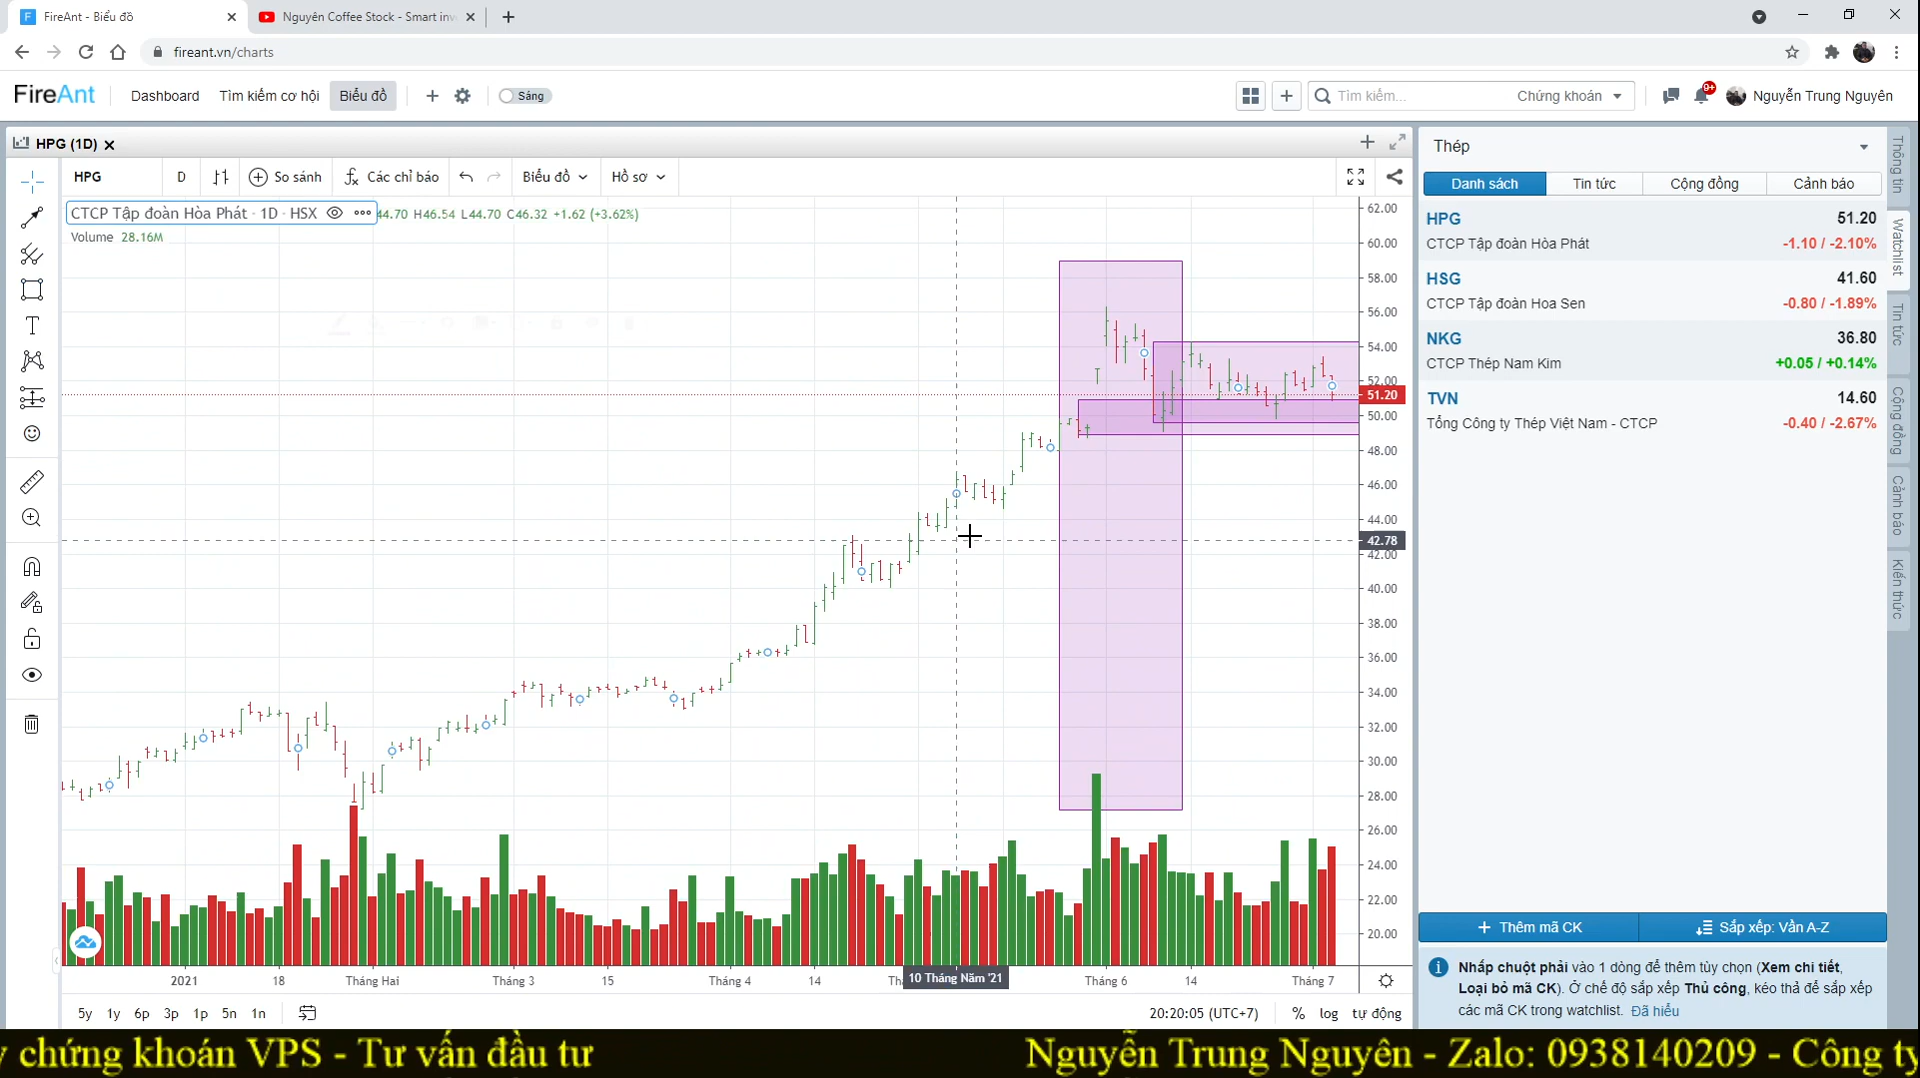 FireAnt - Biểu đồ
Nguyên Coffee Stock - Smart inv
fireant.vn/charts
FireAnt
Dashboard
Tìm kiếm cơ hội
Biểu đồ
Sáng
Tìm kiếm...
Chứng khoán
9+
Nguyễn Trung Nguyên
HPG (1D)
HPG
D
So sánh
Các chỉ báo
Biểu đồ
Hồ sơ
CTCP Tập đoàn Hòa Phát · 1D · HSX
44.70 H46.54 L44.70 C46.32 +1.62 (+3.62%)
Volume 28.16M
62.00
60.00
58.00
56.00
54.00
52.00
51.20
50.00
48.00
46.00
44.00
42.78
42.00
40.00
38.00
36.00
34.00
32.00
30.00
28.00
26.00
24.00
22.00
20.00
2021
18
Tháng Hai
Tháng 3
15
Tháng 4
14
10 Tháng Năm '21
Tháng 6
14
Tháng 7
5y 1y 6p 3p 1p 5n 1n
20:20:05 (UTC+7)
% log tự động
Thép
Danh sách
Tin tức
Cộng đồng
Cảnh báo
HPG 51.20
CTCP Tập đoàn Hòa Phát -1.10 / -2.10%
HSG 41.60
CTCP Tập đoàn Hoa Sen -0.80 / -1.89%
NKG 36.80
CTCP Thép Nam Kim +0.05 / +0.14%
TVN 14.60
Tổng Công ty Thép Việt Nam - CTCP -0.40 / -2.67%
Thêm mã CK
Sắp xếp: Vần A-Z
Nhấp chuột phải vào 1 dòng để thêm tùy chọn (Xem chi tiết,
Loại bỏ mã CK). Ở chế độ sắp xếp Thủ công, kéo thả để sắp xếp
các mã CK trong watchlist. Đã hiểu
Thông tin
Watchlist
Tin tức
Cộng đồng
Cảnh báo
Kiến thức
y chứng khoán VPS - Tư vấn đầu tư
Nguyễn Trung Nguyên - Zalo: 0938140209 - Công ty